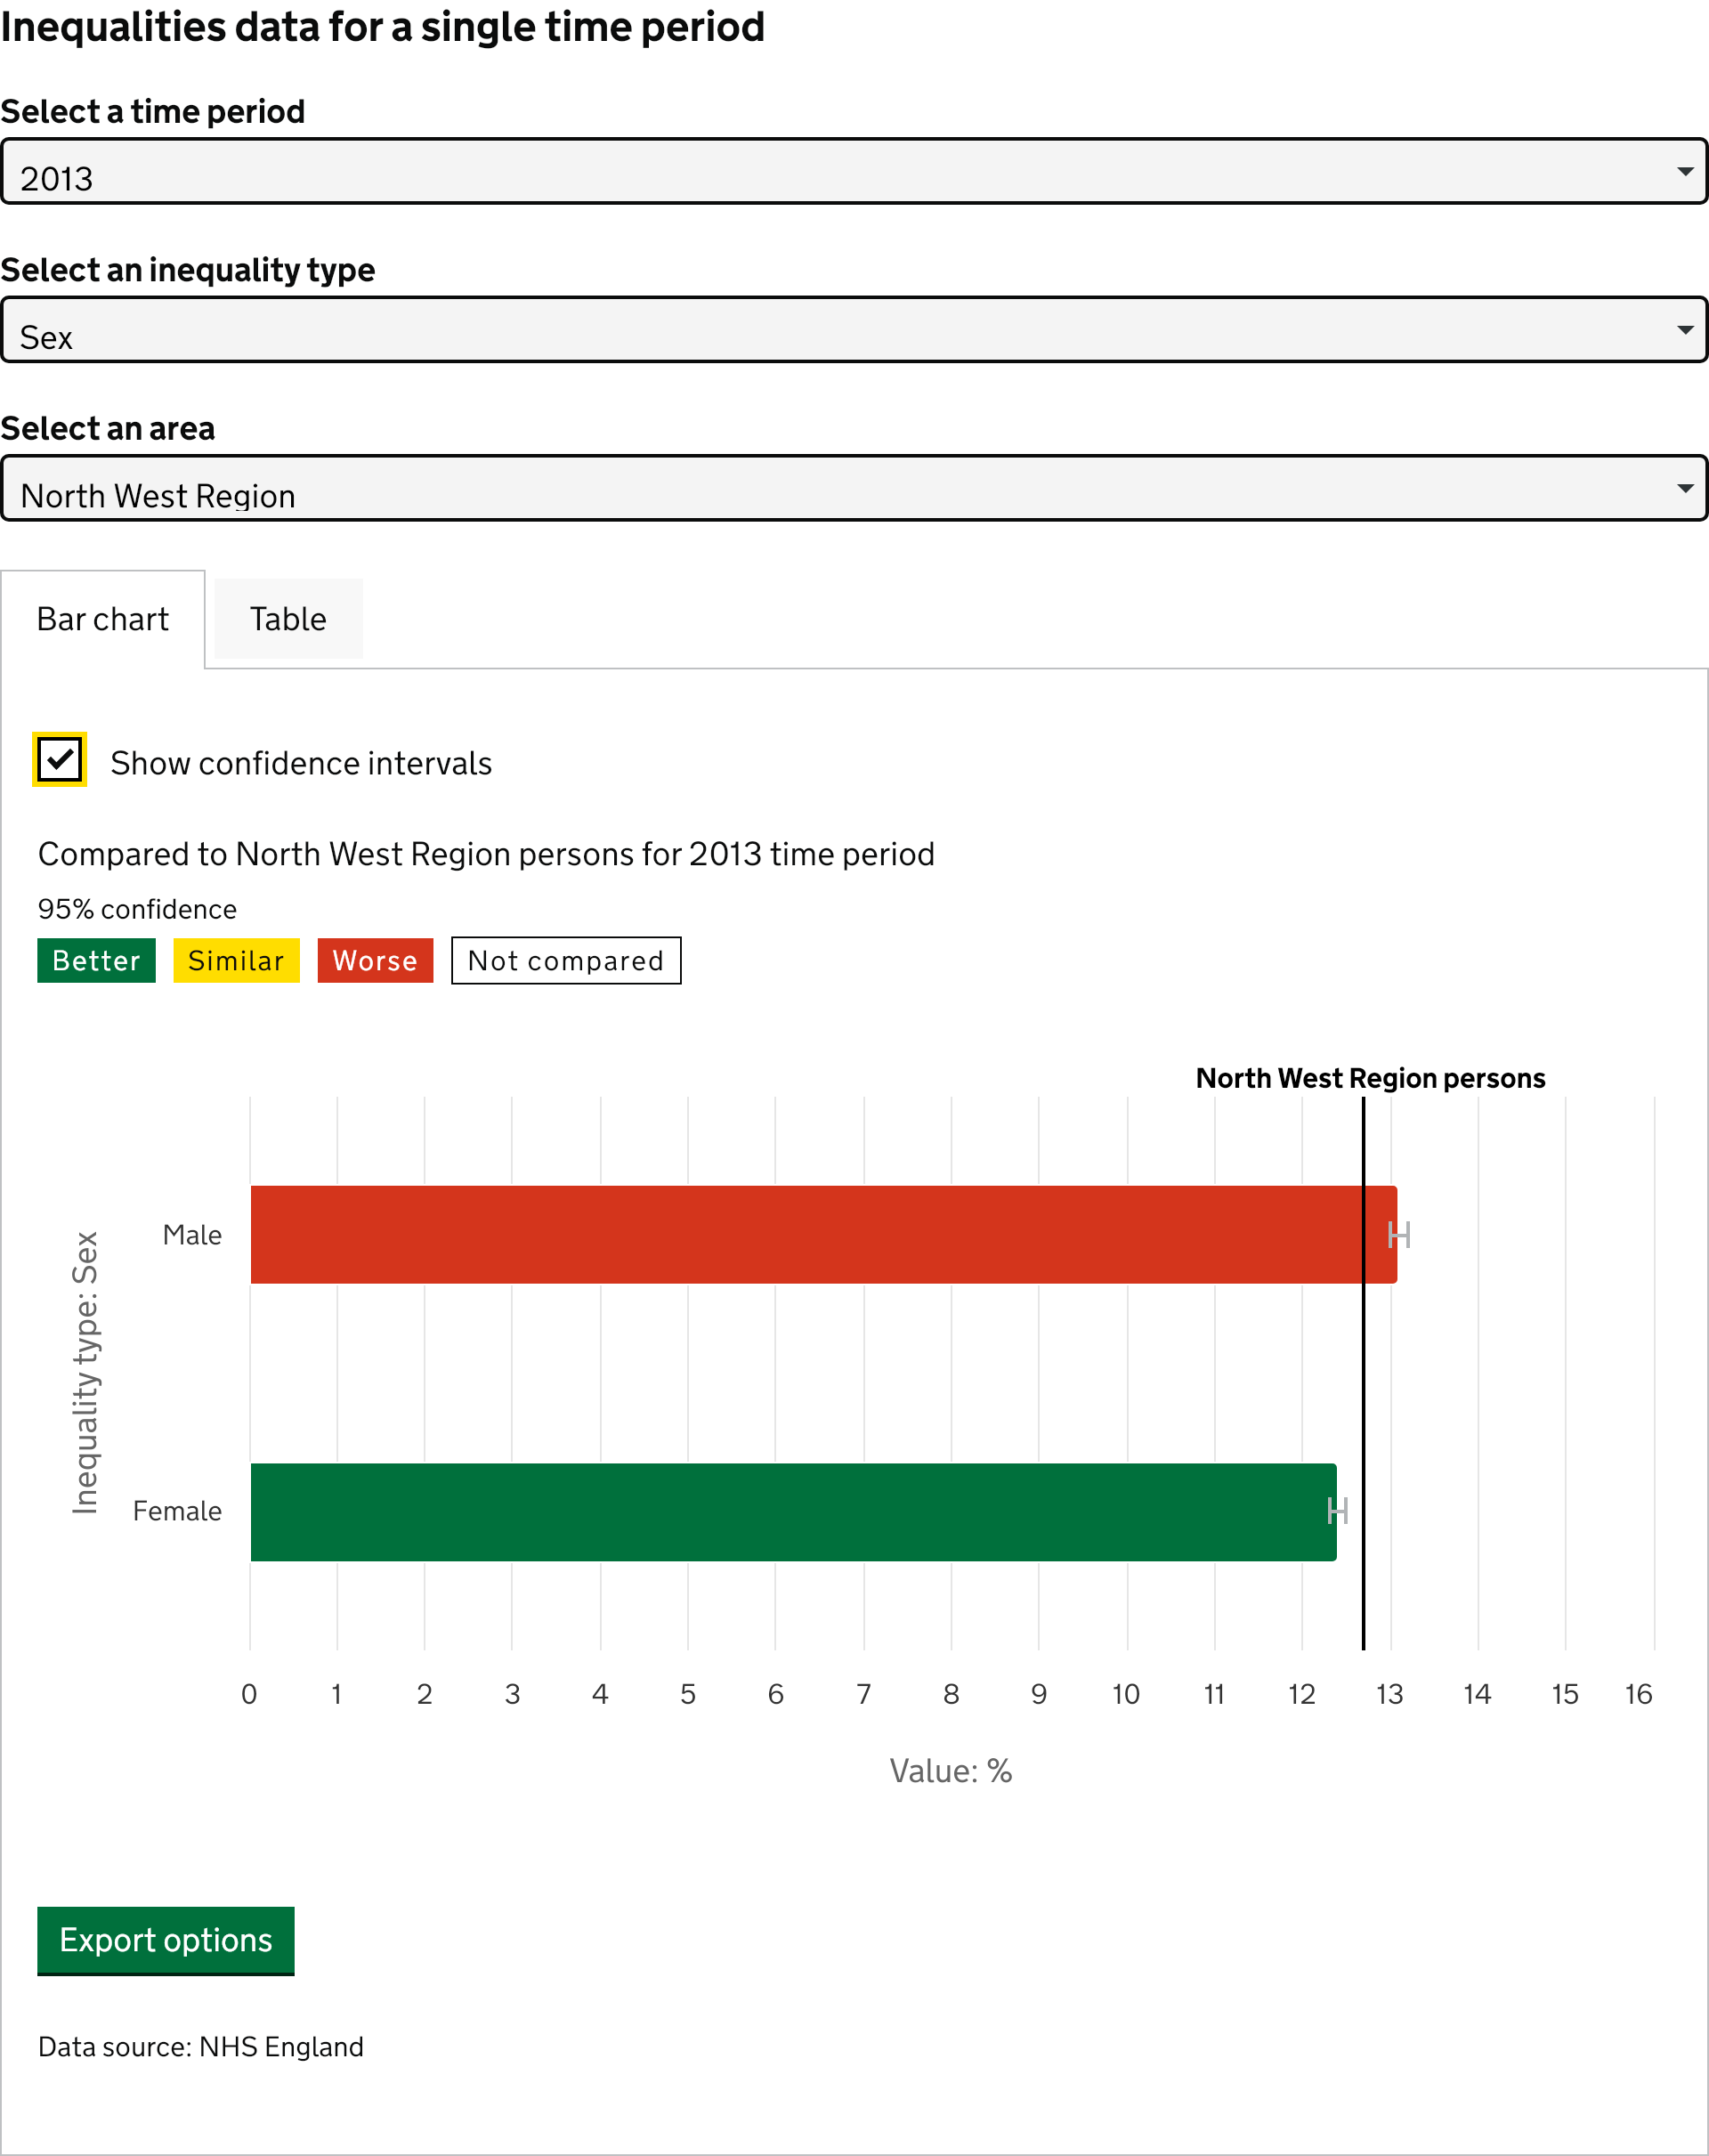 Inequalities data for a single time period
Select a time period
2013
Select an inequality type
Sex
Select an area
North West Region
Bar chart Table
Show confidence intervals
Compared to North West Region persons for 2013 time period
95% confidence
Better Similar Worse Not compared
North West Region persons
Inequality type: Sex
Male
Female
0 1 2 3 4 5 6 7 8 9 10 11 12 13 14 15 16
Value: %
Export options
Data source: NHS England